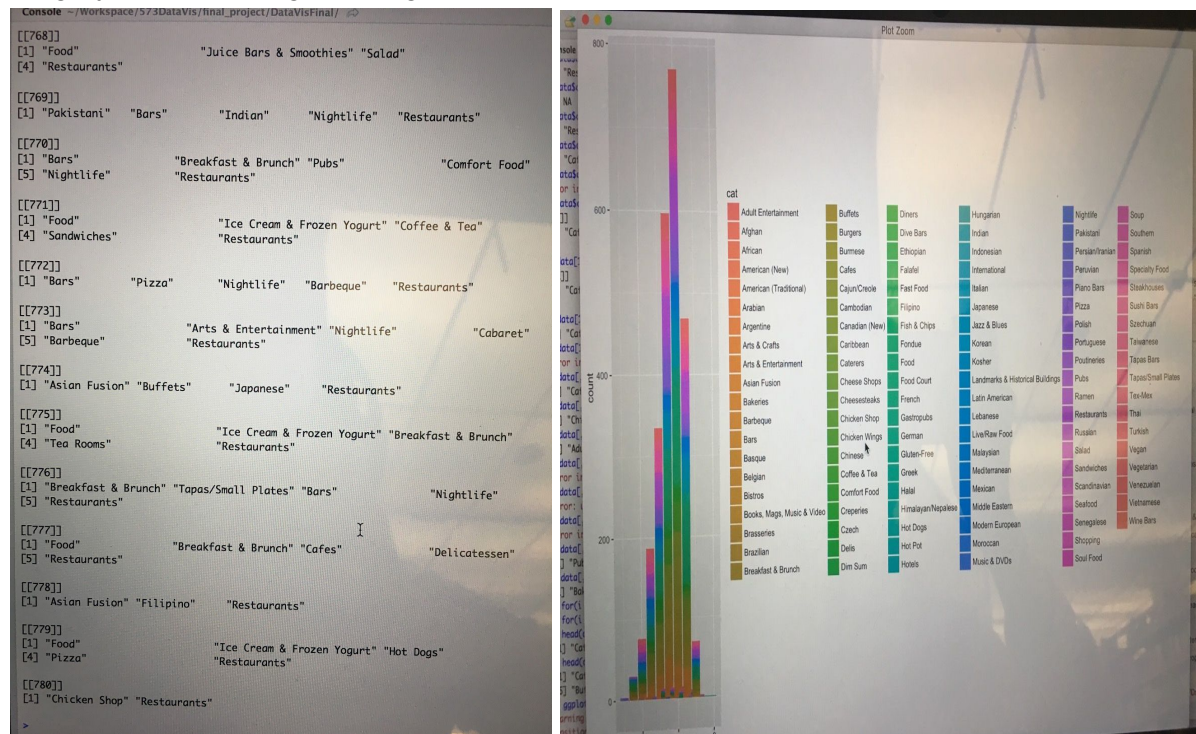 Console ~/Workspace/573DataVis/final_project/DataVisFinal/
[[768]]
[1] "Food" "Juice Bars & Smoothies" "Salad"
[4] "Restaurants"
[[769]]
[1] "Pakistani" "Bars" "Indian" "Nightlife" "Restaurants"
[[770]]
[1] "Bars" "Breakfast & Brunch" "Pubs" "Comfort Food"
[5] "Nightlife" "Restaurants"
[[771]]
[1] "Food" "Ice Cream & Frozen Yogurt" "Coffee & Tea"
[4] "Sandwiches" "Restaurants"
[[772]]
[1] "Bars" "Pizza" "Nightlife" "Barbeque" "Restaurants"
[[773]]
[1] "Bars" "Arts & Entertainment" "Nightlife" "Cabaret"
[5] "Barbeque" "Restaurants"
[[774]]
[1] "Asian Fusion" "Buffets" "Japanese" "Restaurants"
[[775]]
[1] "Food" "Ice Cream & Frozen Yogurt" "Breakfast & Brunch"
[4] "Tea Rooms" "Restaurants"
[[776]]
[1] "Breakfast & Brunch" "Tapas/Small Plates" "Bars" "Nightlife"
[5] "Restaurants"
[[777]]
[1] "Food" "Breakfast & Brunch" "Cafes" "Delicatessen"
[5] "Restaurants"
[[778]]
[1] "Asian Fusion" "Filipino" "Restaurants"
[[779]]
[1] "Food" "Ice Cream & Frozen Yogurt" "Hot Dogs"
[4] "Pizza" "Restaurants"
[[780]]
[1] "Chicken Shop" "Restaurants"
>
Plot Zoom
800
600
400
200
0
count
cat
Adult Entertainment
Afghan
African
American (New)
American (Traditional)
Arabian
Argentine
Arts & Crafts
Arts & Entertainment
Asian Fusion
Bakeries
Barbeque
Bars
Basque
Belgian
Bistros
Books, Mags, Music & Video
Brasseries
Brazilian
Breakfast & Brunch
Buffets
Burgers
Burmese
Cafes
Cajun/Creole
Cambodian
Canadian (New)
Caribbean
Caterers
Cheese Shops
Cheesesteaks
Chicken Shop
Chicken Wings
Chinese
Coffee & Tea
Comfort Food
Creperies
Czech
Delis
Dim Sum
Diners
Dive Bars
Ethiopian
Falafel
Fast Food
Filipino
Fish & Chips
Fondue
Food
Food Court
French
Gastropubs
German
Gluten-Free
Greek
Halal
Himalayan/Nepalese
Hot Dogs
Hot Pot
Hotels
Hungarian
Indian
Indonesian
International
Italian
Japanese
Jazz & Blues
Korean
Kosher
Landmarks & Historical Buildings
Latin American
Lebanese
Live/Raw Food
Malaysian
Mediterranean
Mexican
Middle Eastern
Modern European
Moroccan
Music & DVDs
Nightlife
Pakistani
Persian/Iranian
Peruvian
Piano Bars
Pizza
Polish
Portuguese
Poutineries
Pubs
Ramen
Restaurants
Russian
Salad
Sandwiches
Scandinavian
Seafood
Senegalese
Shopping
Soul Food
Soup
Southern
Spanish
Specialty Food
Steakhouses
Sushi Bars
Szechuan
Taiwanese
Tapas Bars
Tapas/Small Plates
Tex-Mex
Thai
Turkish
Vegan
Vegetarian
Venezuelan
Vietnamese
Wine Bars